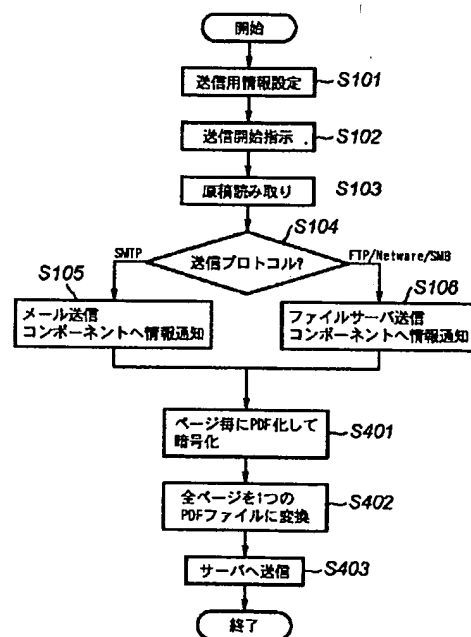 開始
送信用情報設定
S101
送信開始指示
S102
原稿読み取り
S103
S104
送信プロトコル?
SMTP
FTP/Netware/SMB
S105
メール送信
コンポーネントへ情報通知
S106
ファイルサーバ送信
コンポーネントへ情報通知
ページ毎にPDF化して
暗号化
S401
全ページを1つの
PDFファイルに変換
S402
サーバへ送信
S403
終了